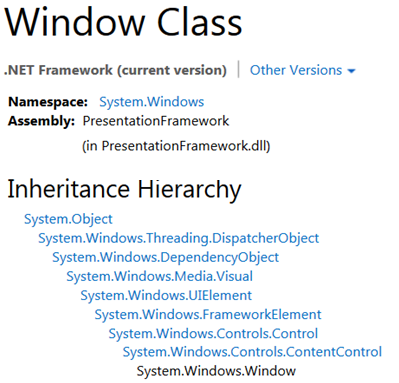 Window Class
.NET Framework (current version) | Other Versions
Namespace: System.Windows
Assembly: PresentationFramework
(in PresentationFramework.dll)
Inheritance Hierarchy
System.Object
System.Windows.Threading.DispatcherObject
System.Windows.DependencyObject
System.Windows.Media.Visual
System.Windows.UIElement
System.Windows.FrameworkElement
System.Windows.Controls.Control
System.Windows.Controls.ContentControl
System.Windows.Window